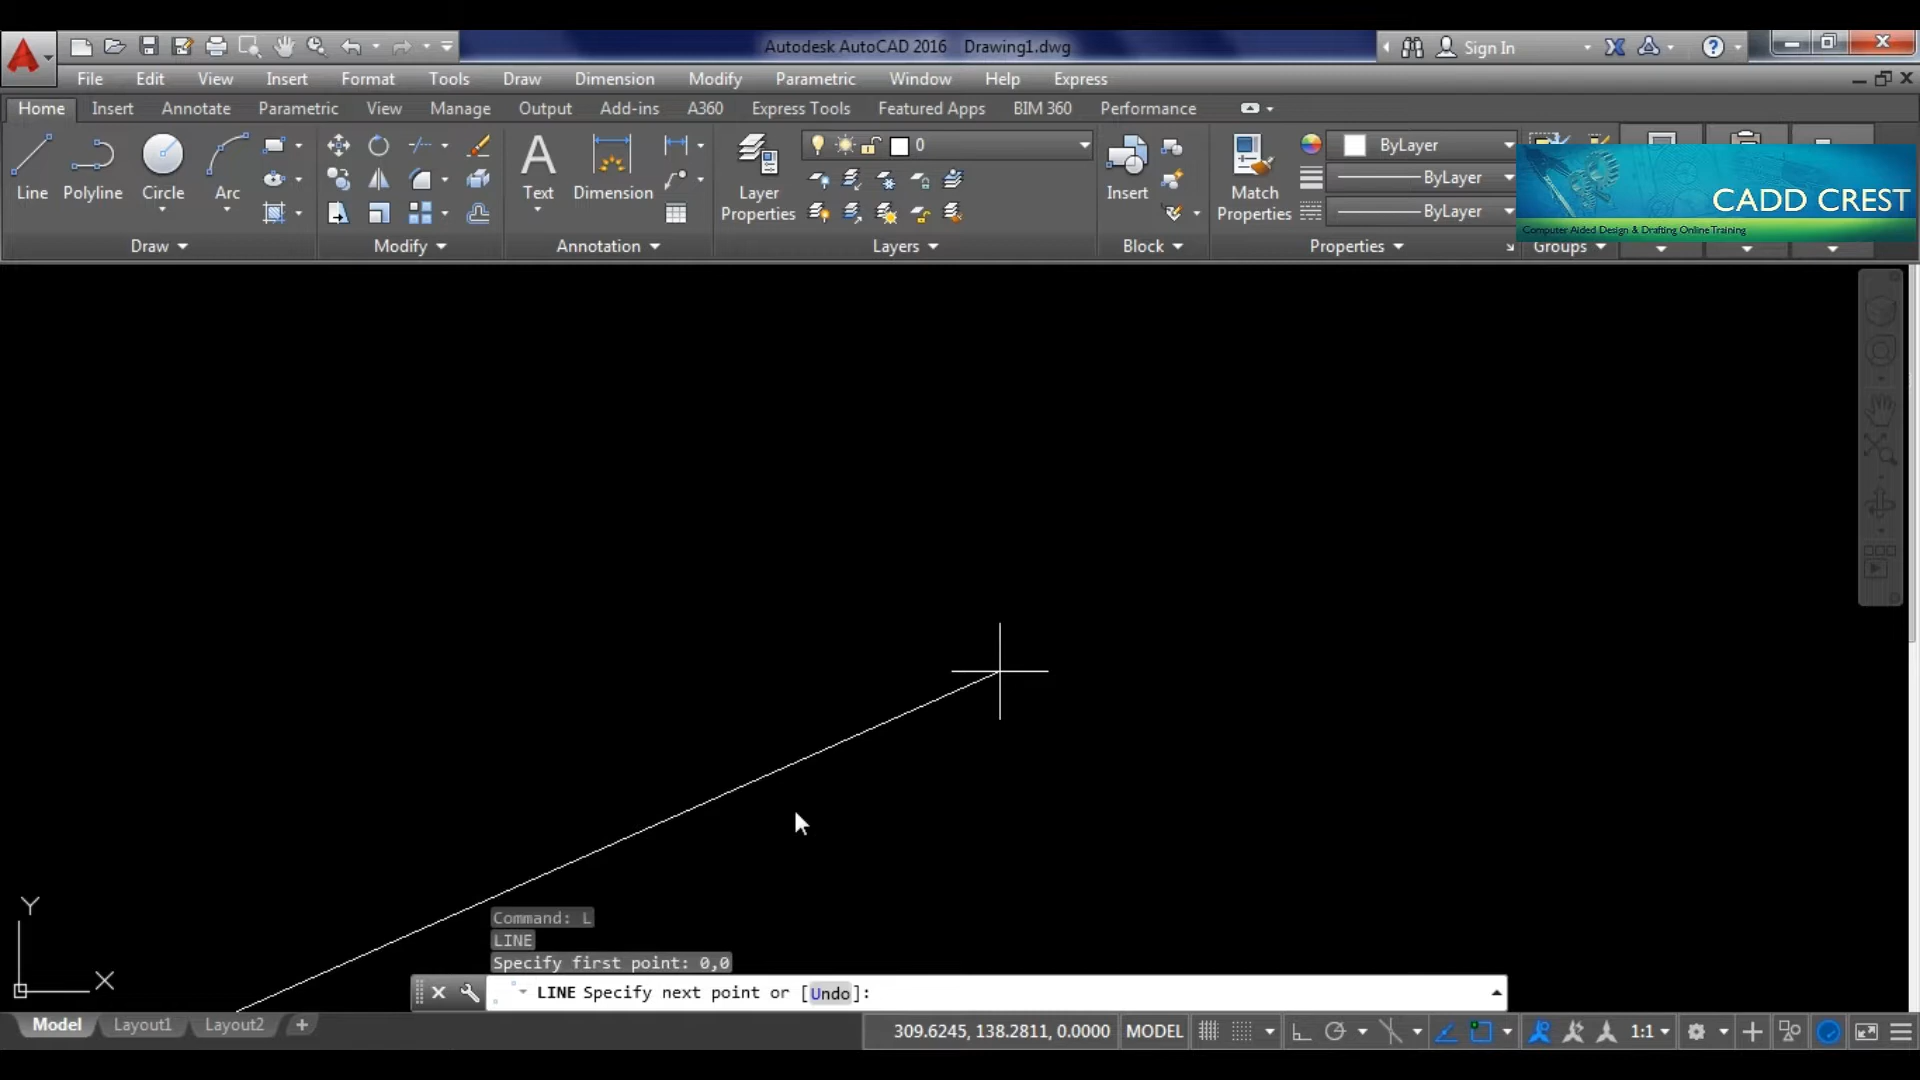 Autodesk AutoCAD 2016 Drawing1.dwg
Sign In
File Edit View Insert Format Tools Draw Dimension Modify Parametric Window Help Express
Home Insert Annotate Parametric View Manage Output Add-ins A360 Express Tools Featured Apps BIM 360 Performance
0
ByLayer
ByLayer
ByLayer
Line Polyline Circle Arc
Text Dimension
Layer Properties
Insert
Match Properties
CADD CREST
Computer Aided Design & Drafting Online Training
Draw Modify Annotation Layers Block Properties Groups
Y
X
Command: L
LINE
Specify first point: 0,0
LINE Specify next point or [Undo]:
Model Layout1 Layout2 +
309.6245, 138.2811, 0.0000 MODEL 1:1